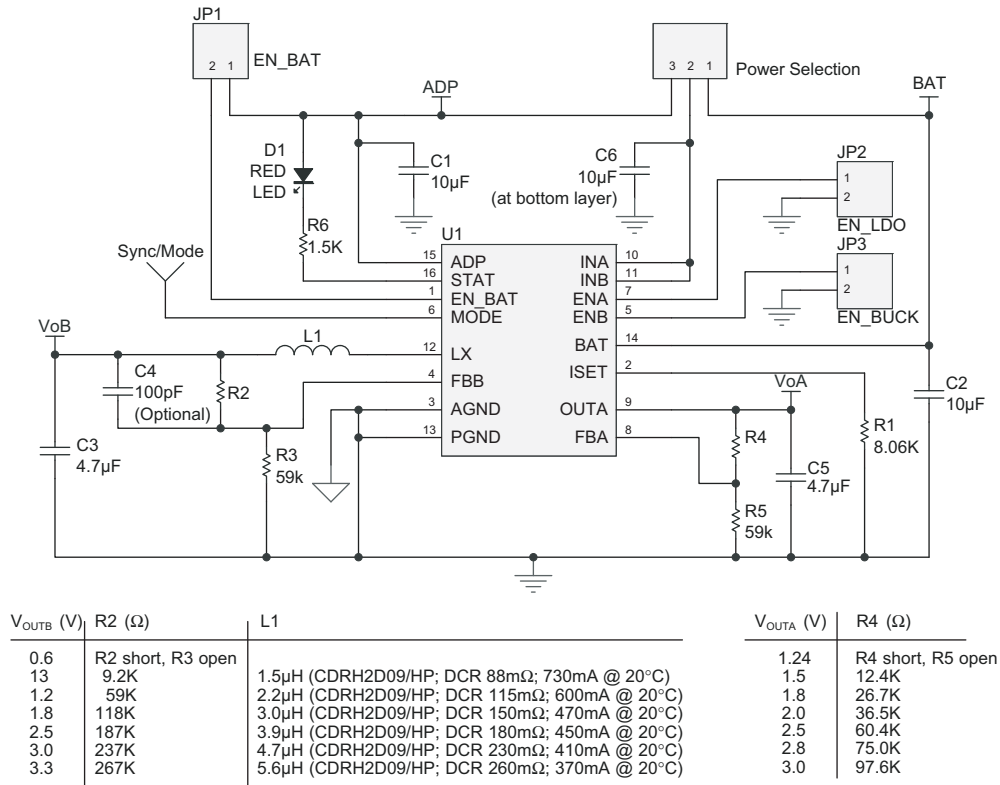 JP1
2 1
EN_BAT
ADP
3 2 1
Power Selection
BAT
D1
RED
LED
C1
10µF
C6
10µF
(at bottom layer)
JP2
1
2
EN_LDO
R6
1.5K
U1
JP3
1
2
EN_BUCK
Sync/Mode
15 ADP
16 STAT
1 EN_BAT
6 MODE
12 LX
4 FBB
3 AGND
13 PGND
INA 10
INB 11
ENA 7
ENB 5
BAT 14
ISET 2
OUTA 9
FBA 8
VoB
L1
C4
100pF
(Optional)
R2
C3
4.7µF
R3
59k
VoA
R4
C5
4.7µF
R5
59k
R1
8.06K
C2
10µF
VOUTB (V) R2 (Ω) L1
0.6 R2 short, R3 open
13 9.2K 1.5µH (CDRH2D09/HP; DCR 88mΩ; 730mA @ 20°C)
1.2 59K 2.2µH (CDRH2D09/HP; DCR 115mΩ; 600mA @ 20°C)
1.8 118K 3.0µH (CDRH2D09/HP; DCR 150mΩ; 470mA @ 20°C)
2.5 187K 3.9µH (CDRH2D09/HP; DCR 180mΩ; 450mA @ 20°C)
3.0 237K 4.7µH (CDRH2D09/HP; DCR 230mΩ; 410mA @ 20°C)
3.3 267K 5.6µH (CDRH2D09/HP; DCR 260mΩ; 370mA @ 20°C)
VOUTA (V) R4 (Ω)
1.24 R4 short, R5 open
1.5 12.4K
1.8 26.7K
2.0 36.5K
2.5 60.4K
2.8 75.0K
3.0 97.6K